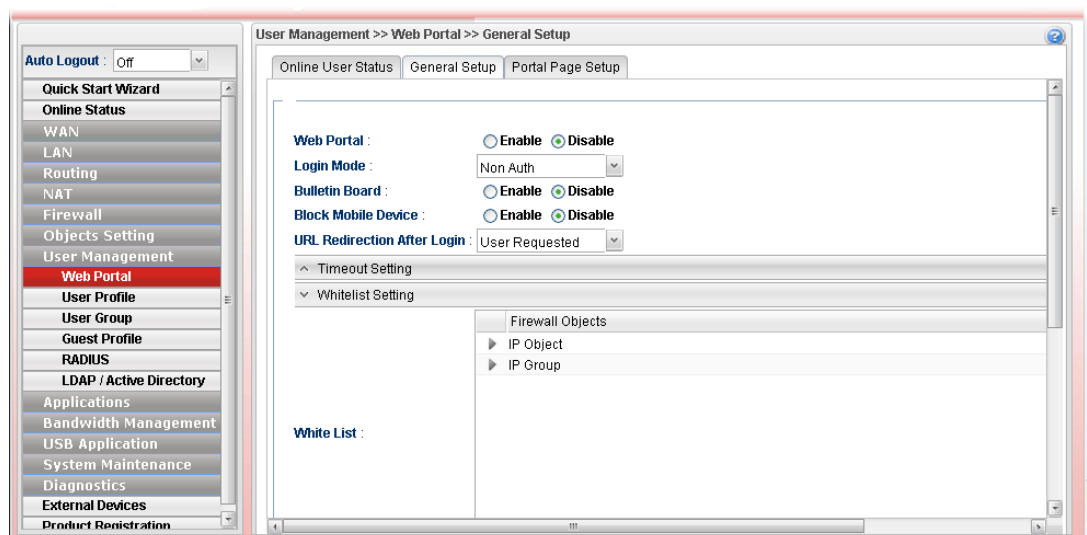 User Management >> Web Portal >> General Setup
Auto Logout : Off
Quick Start Wizard
Online Status
WAN
LAN
Routing
NAT
Firewall
Objects Setting
User Management
Web Portal
User Profile
User Group
Guest Profile
RADIUS
LDAP / Active Directory
Applications
Bandwidth Management
USB Application
System Maintenance
Diagnostics
External Devices
Product Registration
Online User Status General Setup Portal Page Setup
Web Portal : Enable Disable
Login Mode : Non Auth
Bulletin Board : Enable Disable
Block Mobile Device : Enable Disable
URL Redirection After Login : User Requested
Timeout Setting
Whitelist Setting
Firewall Objects
IP Object
IP Group
White List :